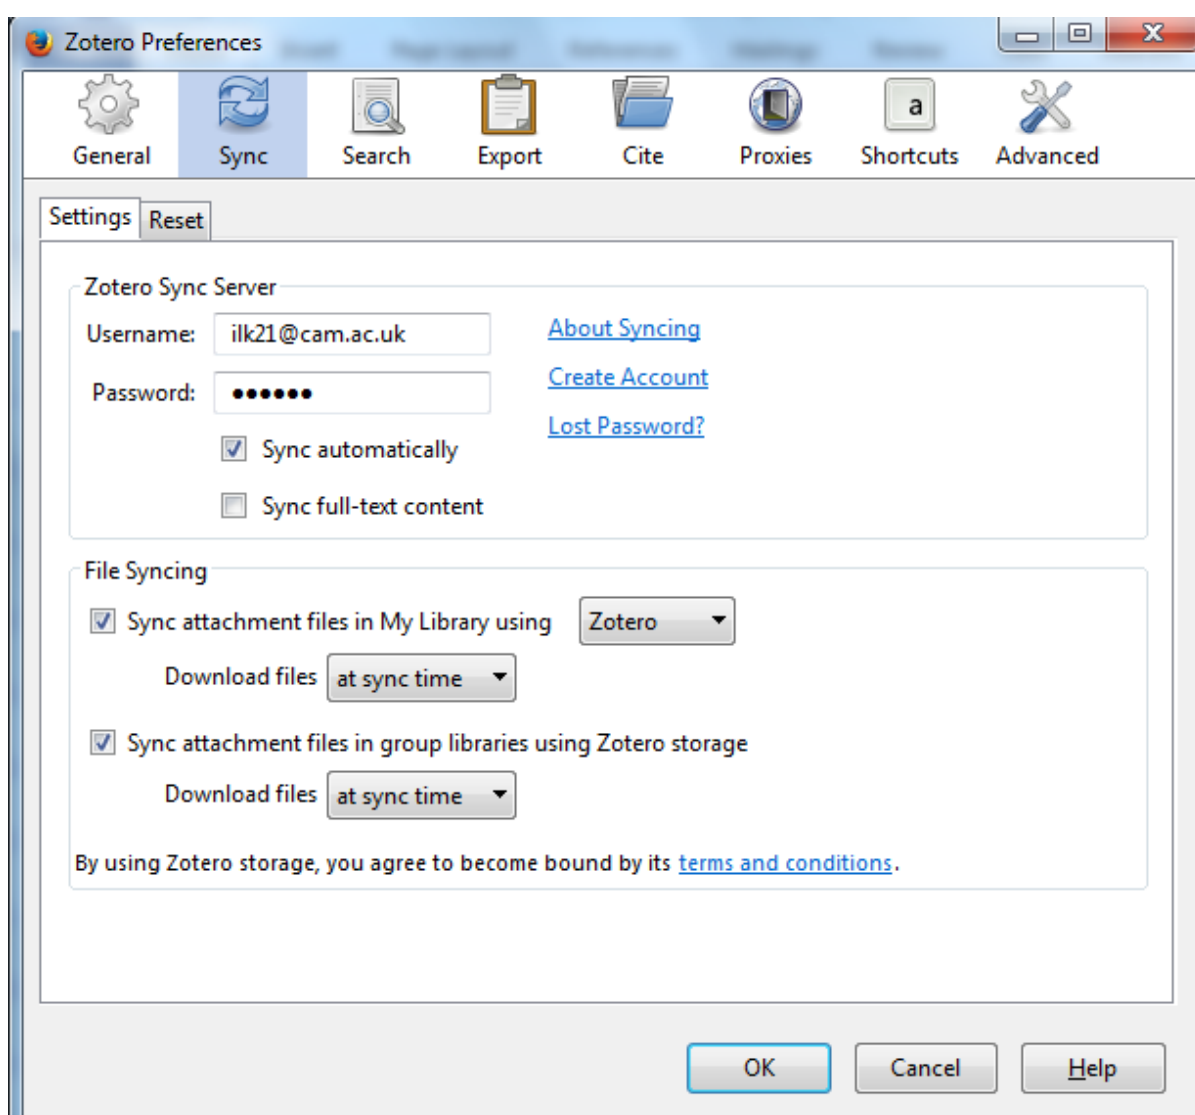 Zotero Preferences
General Sync Search Export Cite Proxies Shortcuts Advanced
Settings Reset
Zotero Sync Server
Username: ilk21@cam.ac.uk About Syncing
Password: ●●●●●● Create Account
Lost Password?
Sync automatically
Sync full-text content
File Syncing
Sync attachment files in My Library using Zotero
Download files at sync time
Sync attachment files in group libraries using Zotero storage
Download files at sync time
By using Zotero storage, you agree to become bound by its terms and conditions.
OK Cancel Help